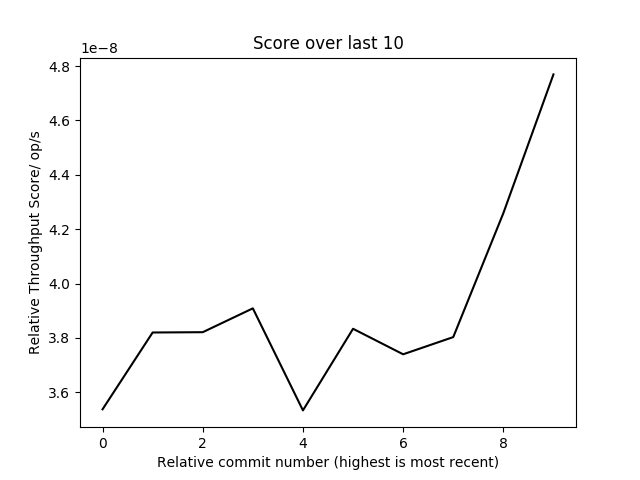 Score over last 10
1e−8
4.8
4.6
4.4
4.2
4.0
3.8
3.6
Relative Throughput Score/ op/s
0 2 4 6 8
Relative commit number (highest is most recent)